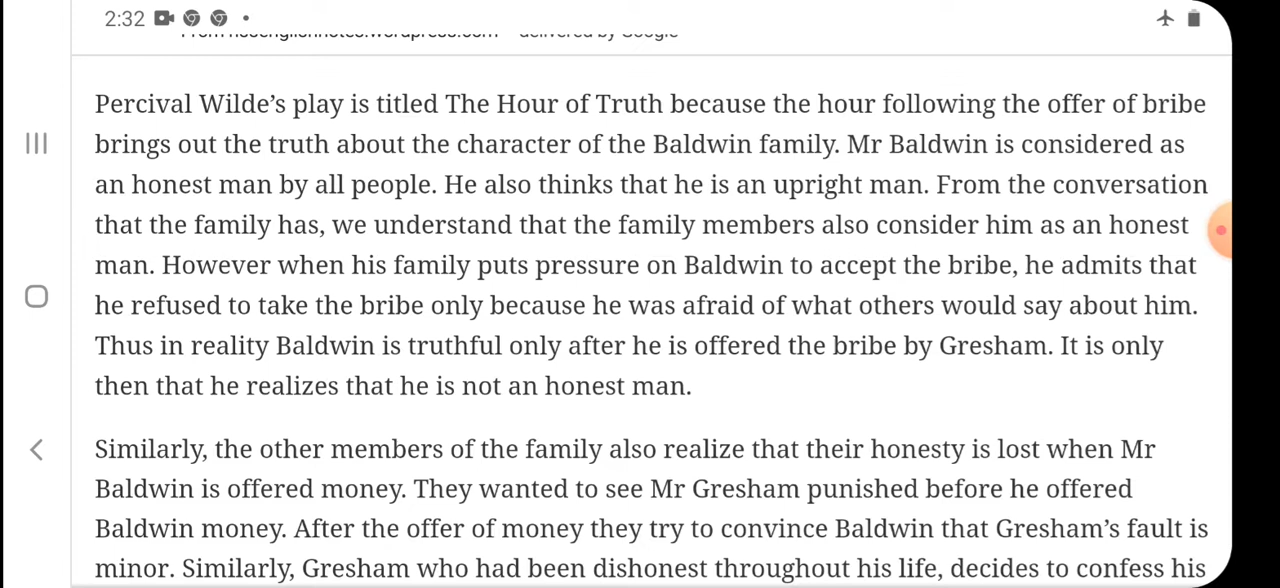 2:32
delivered by Google
Percival Wilde’s play is titled The Hour of Truth because the hour following the offer of bribe
brings out the truth about the character of the Baldwin family. Mr Baldwin is considered as
an honest man by all people. He also thinks that he is an upright man. From the conversation
that the family has, we understand that the family members also consider him as an honest
man. However when his family puts pressure on Baldwin to accept the bribe, he admits that
he refused to take the bribe only because he was afraid of what others would say about him.
Thus in reality Baldwin is truthful only after he is offered the bribe by Gresham. It is only
then that he realizes that he is not an honest man.
Similarly, the other members of the family also realize that their honesty is lost when Mr
Baldwin is offered money. They wanted to see Mr Gresham punished before he offered
Baldwin money. After the offer of money they try to convince Baldwin that Gresham’s fault is
minor. Similarly, Gresham who had been dishonest throughout his life, decides to confess his